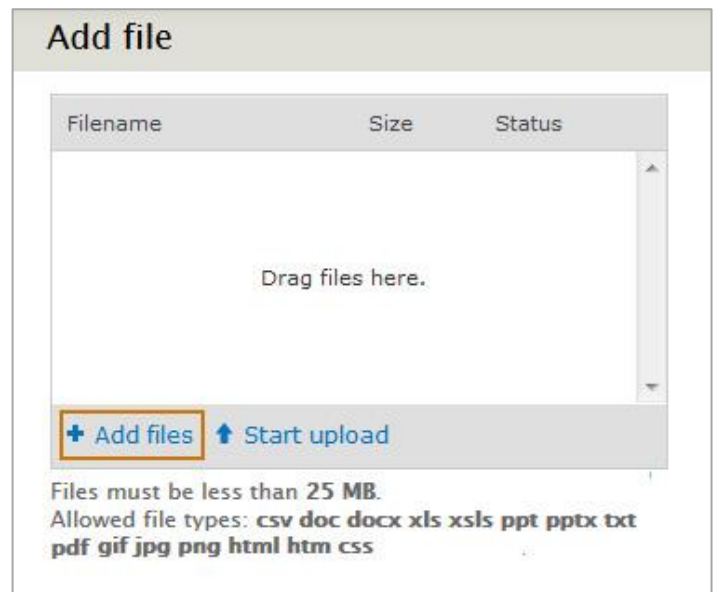 Add file
Filename Size Status
Drag files here.
Add files Start upload
Files must be less than 25 MB.
Allowed file types: csv doc docx xls xsls ppt pptx txt
pdf gif jpg png html htm css